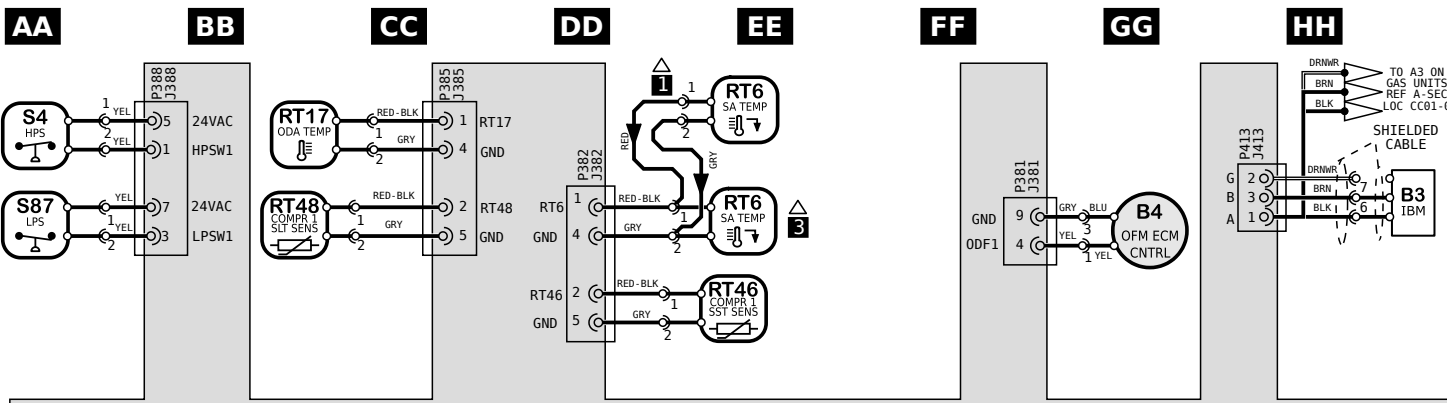 AA BB CC DD EE FF GG HH
P388
J388
S4
HPS
1 YEL 5 24VAC
2 YEL 1 HPSW1
S87
LPS
YEL 7 24VAC
1
YEL 3 LPSW1
2
P385
J385
RT17
ODA TEMP
RED-BLK 1 RT17
1
GRY 4 GND
2
RT48
COMPR 1
SLT SENS
RED-BLK 2 RT48
1
GRY 5 GND
2
P382
J382
1
1
RT6
SA TEMP
2
RED
GRY
RT6 1 RED-BLK
1
GND 4 GRY
2
RT6
SA TEMP
3
RT46 2 RED-BLK
1
GND 5 GRY
2
RT46
COMPR 1
SST SENS
P381
J381
GND 9 GRY BLU
3
ODF1 4 YEL
1 YEL
B4
OFM ECM
CNTRL
P413
J413
DRNWR
BRN
BLK
TO A3 ON
GAS UNITS
REF A-SEC
LOC CC01-0
SHIELDED
CABLE
G 2 DRNWR
7
B 3 BRN
6
A 1 BLK
B3
IBM